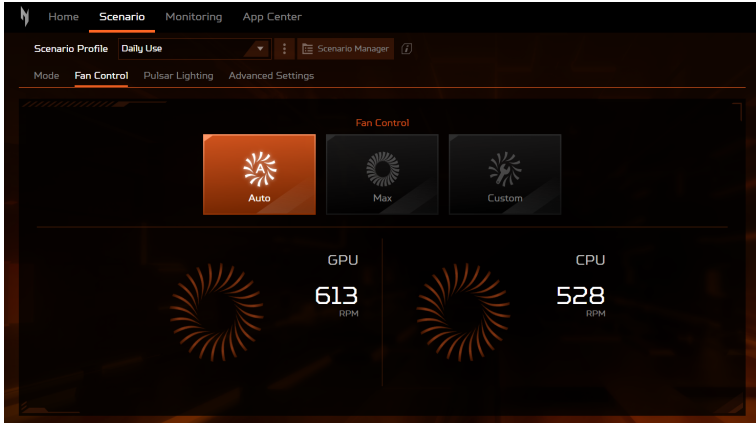 Home Scenario Monitoring App Center
Scenario Profile Daily Use Scenario Manager i
Mode Fan Control Pulsar Lighting Advanced Settings
Fan Control
A
Auto Max Custom
GPU CPU
613 528
RPM RPM